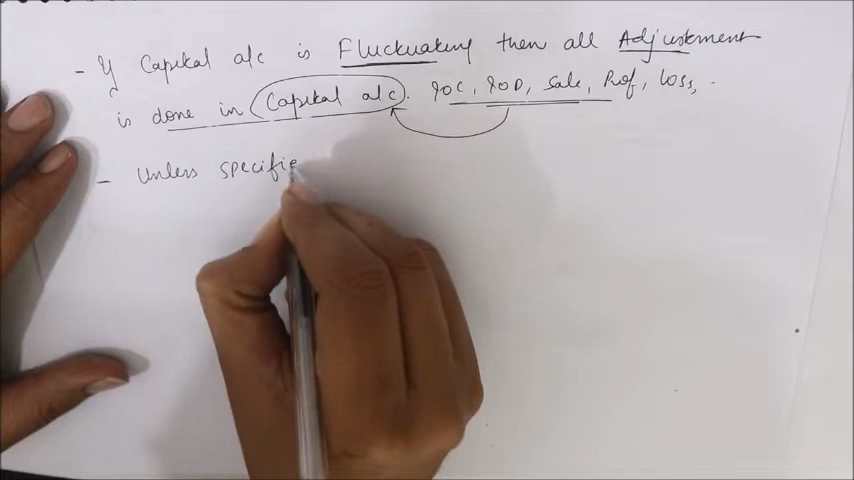 - If Capital a/c is Fluctuating then all Adjustment
is done in Capital a/c. IOC, IOD, Sale, Prof, Loss,
- Unless specifie